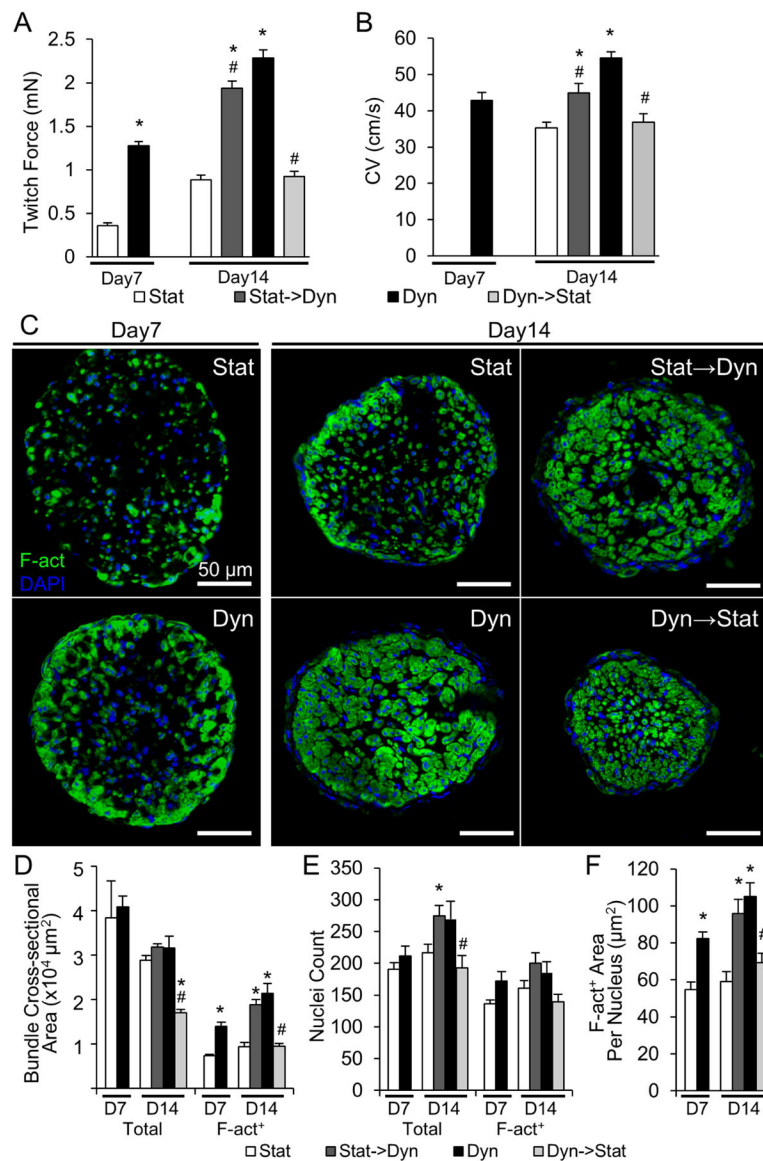 A
Twitch Force (mN)
2.5
2
1.5
1
0.5
0
*
*
#
*
#
Day7
Day14
B
CV (cm/s)
60
50
40
30
20
10
0
*
#
*
#
Day7
Day14
Stat
Stat->Dyn
Dyn
Dyn->Stat
C
Day7
Day14
Stat
Stat
Stat→Dyn
F-act
DAPI
50 µm
Dyn
Dyn
Dyn→Stat
D
Bundle Cross-sectional
Area (x10⁴ µm²)
5
4
3
2
1
*
#
*
*
*
#
D7
D14
D7
D14
Total
F-act⁺
E
Nuclei Count
350
300
250
200
150
100
50
0
*
#
D7
D14
D7
D14
Total
F-act⁺
F
F-act⁺ Area
Per Nucleus (µm²)
120
100
80
60
40
20
0
*
*
*
#
D7
D14
Stat
Stat->Dyn
Dyn
Dyn->Stat